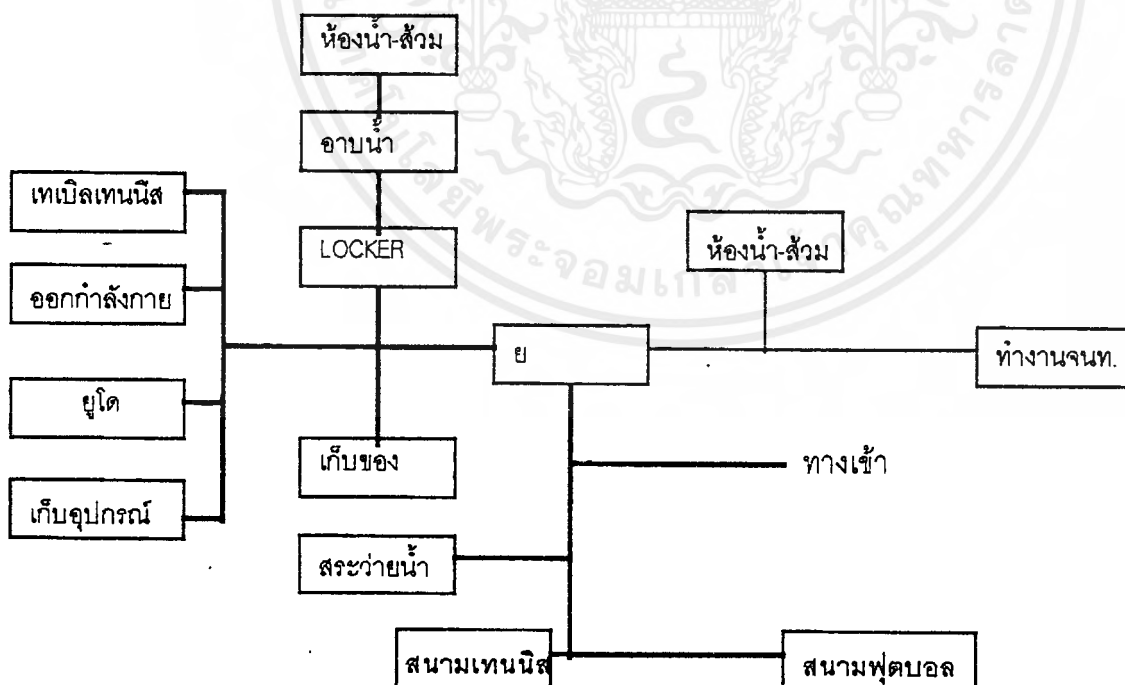 ห้องน้ำ-ส้วม
อาบน้ำ
เทเบิลเทนนีส
LOCKER
ห้องน้ำ-ส้วม
ออกกำลังกาย
ย
ทำงานจนท.
ยูโด
เก็บของ
ทางเข้า
เก็บอุปกรณ์
สระว่ายน้ำ
สนามเทนนิส
สนามฟุตบอล